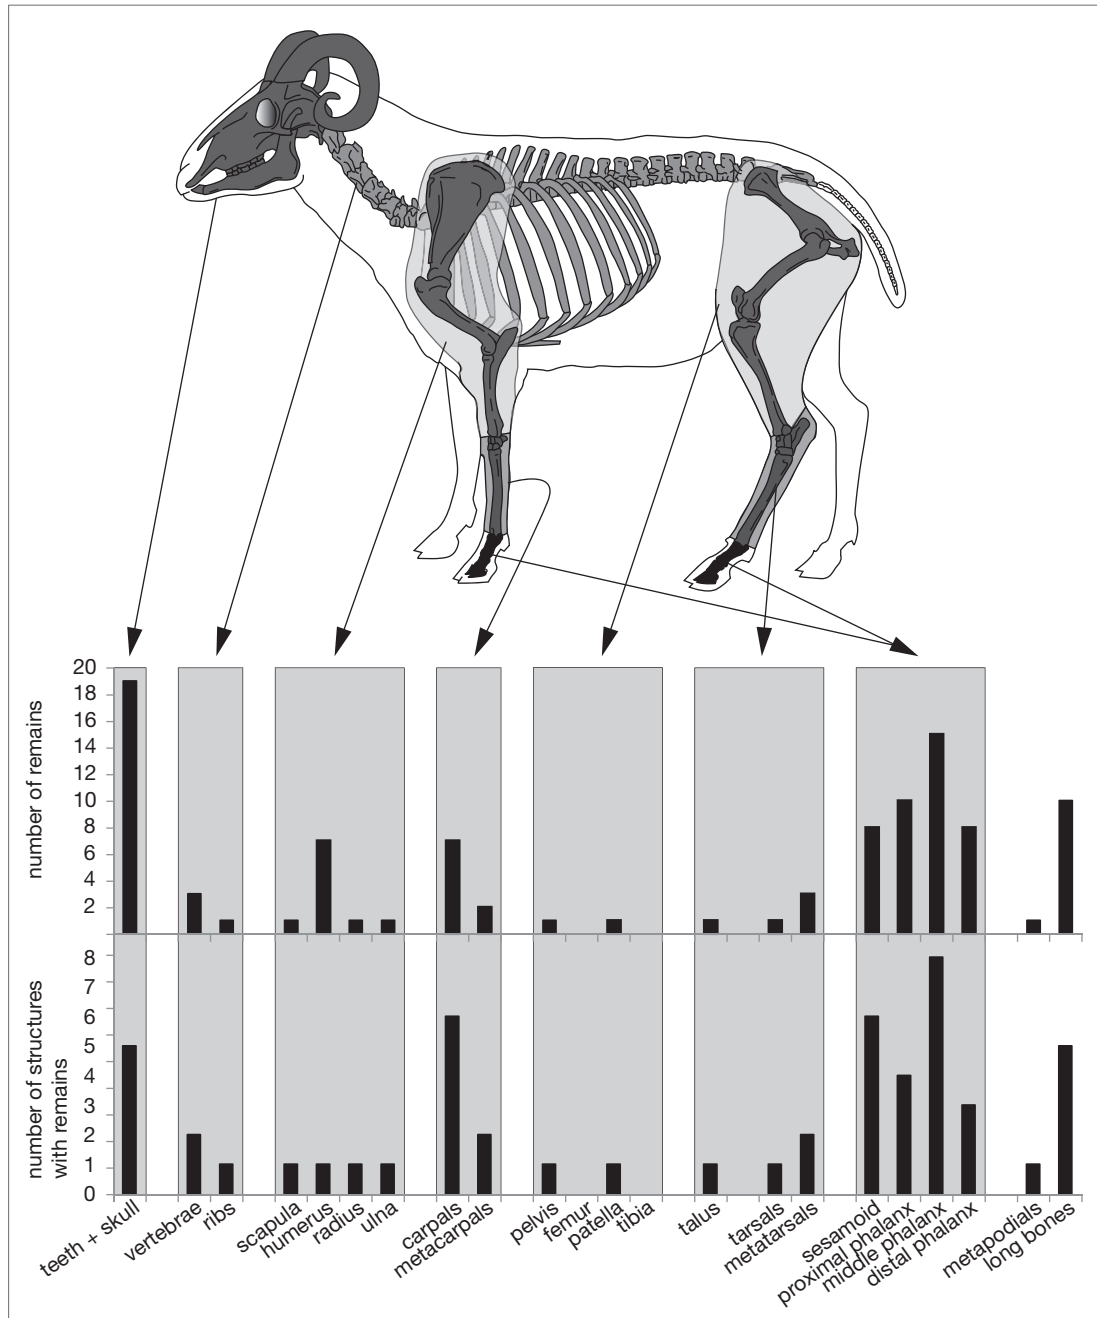 20
18
16
14
12
10
8
6
4
2
number of remains
8
7
6
5
4
3
2
1
0
number of structures
with remains
teeth + skull
vertebrae
ribs
scapula
humerus
radius
ulna
carpals
metacarpals
pelvis
femur
patella
tibia
talus
tarsals
metatarsals
sesamoid
proximal phalanx
middle phalanx
distal phalanx
metapodials
long bones